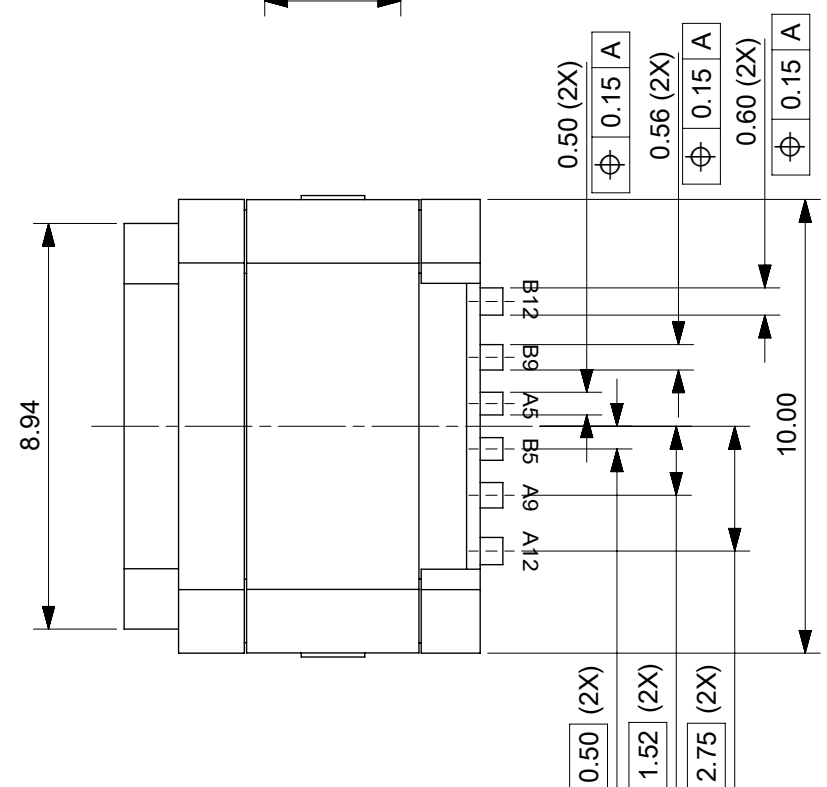 0.50 (2X)
⌖ 0.15 A
0.56 (2X)
⌖ 0.15 A
0.60 (2X)
⌖ 0.15 A
8.94
B12
B9
A5
B5
A9
A12
10.00
0.50 (2X)
1.52 (2X)
2.75 (2X)